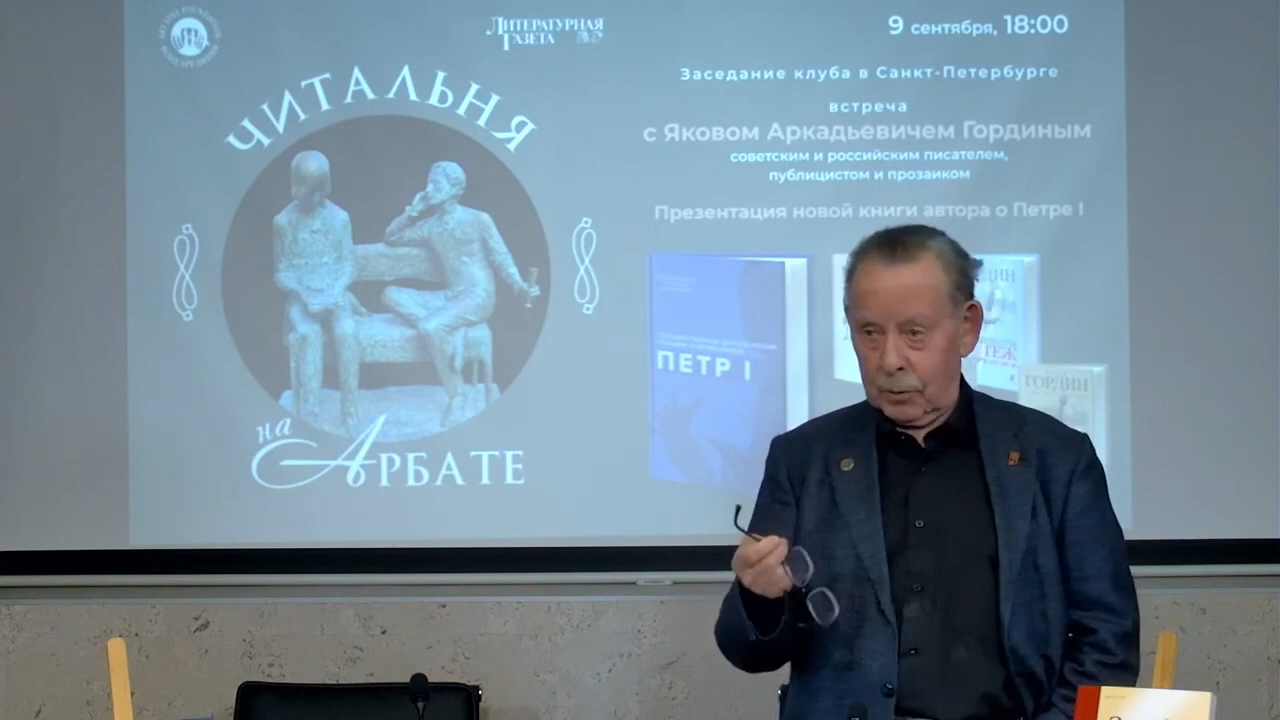 ЛИТЕРАТУРНАЯ
ГАЗЕТА
9 сентября, 18:00
ЧИТАЛЬНЯ
на АРБАТЕ
Заседание клуба в Санкт-Петербурге
встреча
с Яковом Аркадьевичем Гординым
советским и российским писателем,
публицистом и прозаиком
Презентация новой книги автора о Петре I
ПЕТР I
ГОРДИН